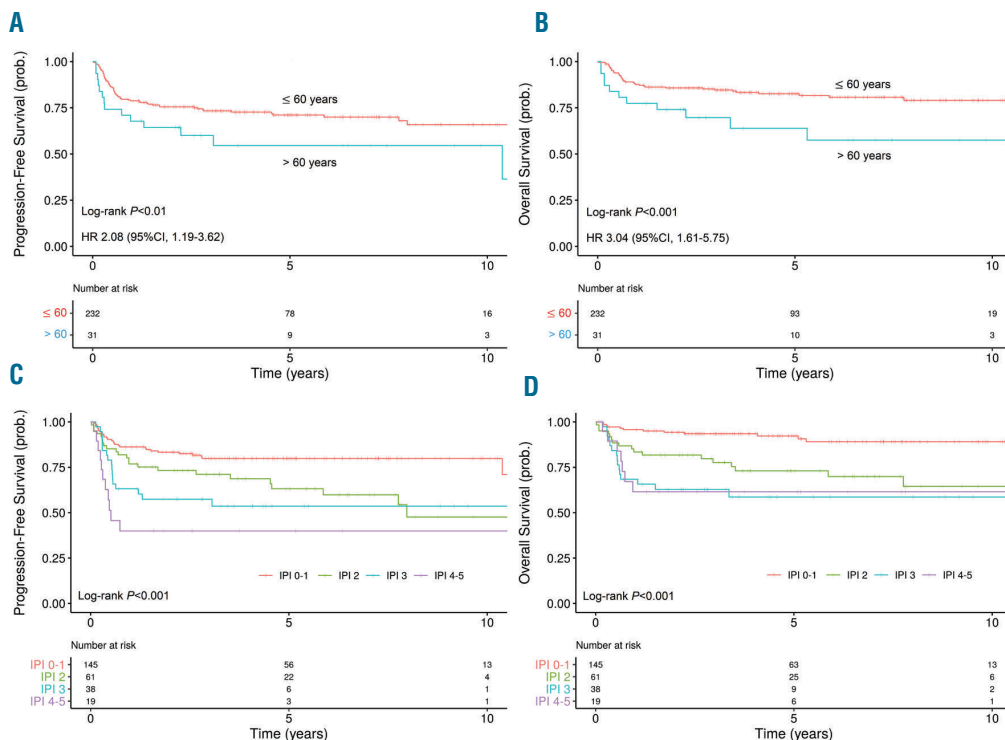 A
Progression-Free Survival (prob.)
1.00
0.75
0.50
0.25
0.00
≤ 60 years
> 60 years
Log-rank P<0.01
HR 2.08 (95%CI, 1.19-3.62)
0 5 10
Number at risk
≤ 60 232 78 16
> 60 31 9 3
0 5 10
Time (years)
B
Overall Survival (prob.)
1.00
0.75
0.50
0.25
0.00
≤ 60 years
> 60 years
Log-rank P<0.001
HR 3.04 (95%CI, 1.61-5.75)
0 5 10
Number at risk
≤ 60 232 93 19
> 60 31 10 3
0 5 10
Time (years)
C
Progression-Free Survival (prob.)
1.00
0.75
0.50
0.25
0.00
IPI 0-1 IPI 2 IPI 3 IPI 4-5
Log-rank P<0.001
0 5 10
Number at risk
IPI 0-1 145 56 13
IPI 2 61 22 4
IPI 3 38 6 1
IPI 4-5 19 3 1
0 5 10
Time (years)
D
Overall Survival (prob.)
1.00
0.75
0.50
0.25
0.00
IPI 0-1 IPI 2 IPI 3 IPI 4-5
Log-rank P<0.001
0 5 10
Number at risk
IPI 0-1 145 63 13
IPI 2 61 25 6
IPI 3 38 9 2
IPI 4-5 19 6 1
0 5 10
Time (years)